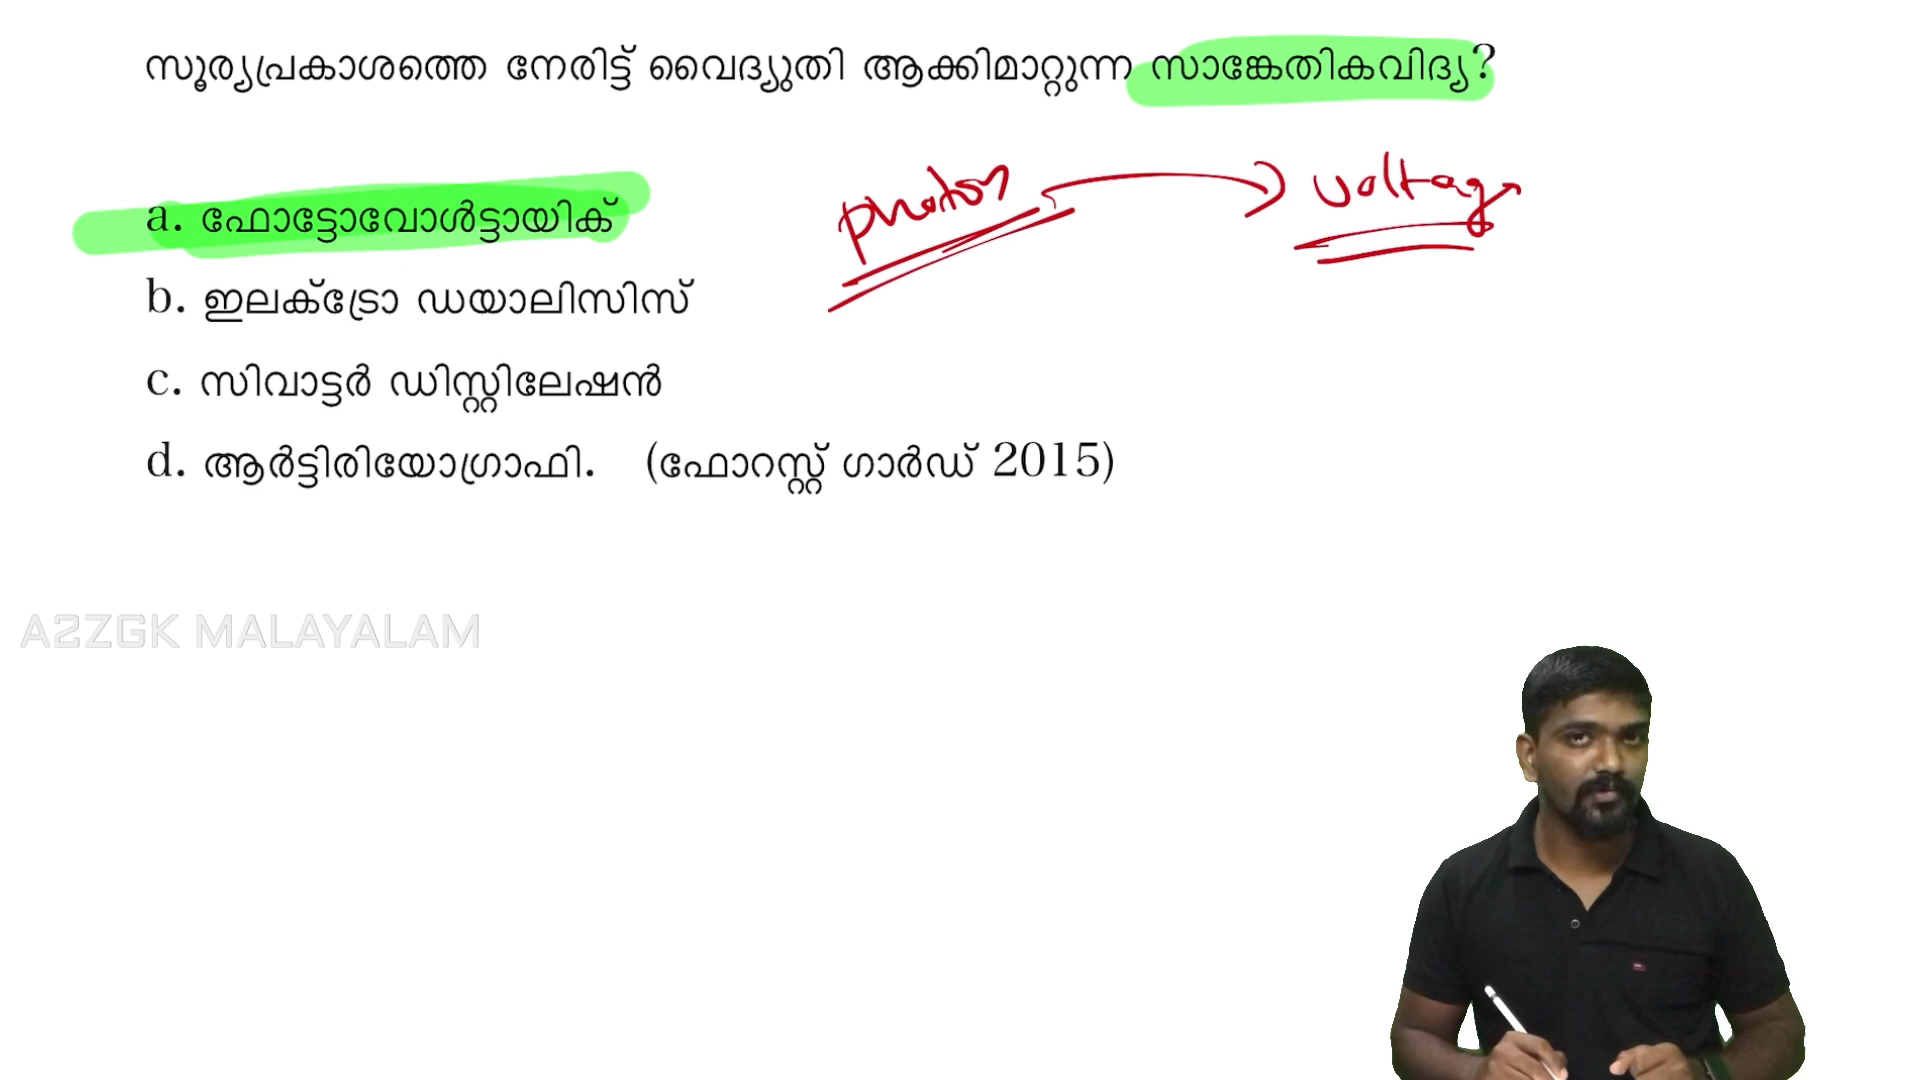 സൂര്യപ്രകാശത്തെ നേരിട്ട് വൈദ്യുതി ആക്കിമാറ്റുന്ന സാങ്കേതികവിദ്യ?
photon voltage
a. ഫോട്ടോവോൾട്ടായിക്
b. ഇലക്ട്രോ ഡയാലിസിസ്
c. സിവാട്ടർ ഡിസ്റ്റിലേഷൻ
d. ആർട്ടിരിയോഗ്രാഫി. (ഫോറസ്റ്റ് ഗാർഡ് 2015)
A2ZGK MALAYALAM